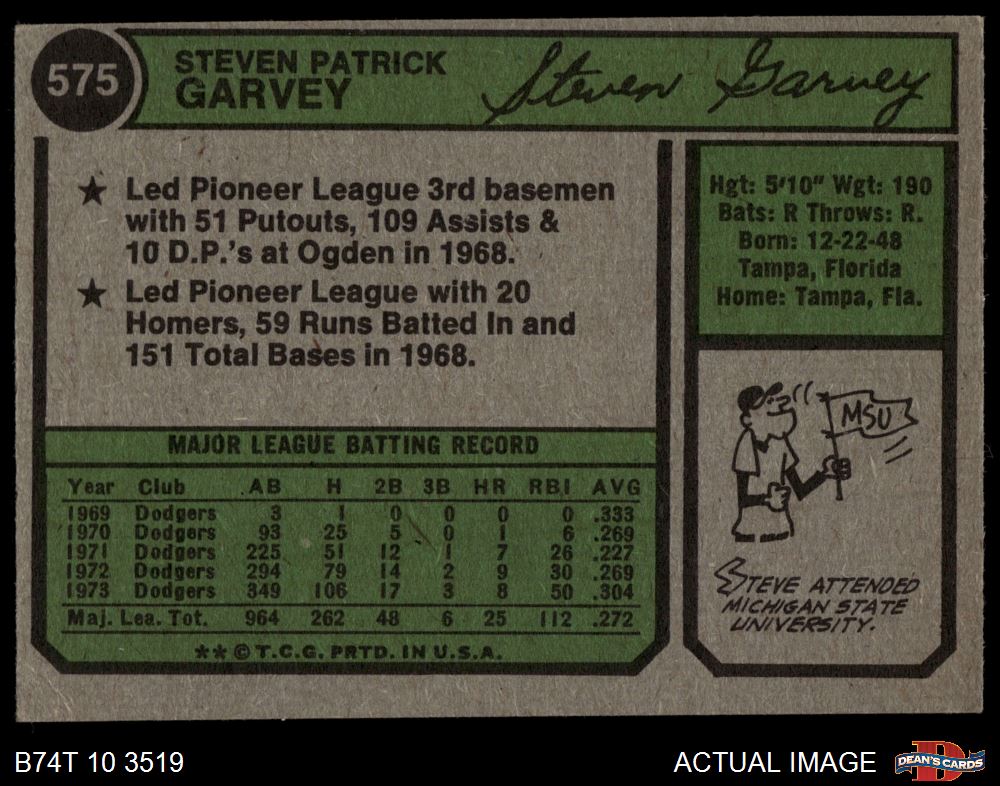 575
STEVEN PATRICK
GARVEY
Steven Garvey
★ Led Pioneer League 3rd basemen
with 51 Putouts, 109 Assists &
10 D.P.'s at Ogden in 1968.
★ Led Pioneer League with 20
Homers, 59 Runs Batted In and
151 Total Bases in 1968.
Hgt: 5'10" Wgt: 190
Bats: R Throws: R.
Born: 12-22-48
Tampa, Florida
Home: Tampa, Fla.
MAJOR LEAGUE BATTING RECORD
Year Club AB H 2B 3B HR RBI AVG
1969 Dodgers 3 1 0 0 0 0 .333
1970 Dodgers 93 25 5 0 1 6 .269
1971 Dodgers 225 51 12 1 7 26 .227
1972 Dodgers 294 79 14 2 9 30 .269
1973 Dodgers 349 106 17 3 8 50 .304
Maj. Lea. Tot. 964 262 48 6 25 112 .272
**© T.C.G. PRTD. IN U.S.A.
MSU
STEVE ATTENDED
MICHIGAN STATE
UNIVERSITY.
B74T 10 3519
ACTUAL IMAGE
D
DEAN'S CARDS